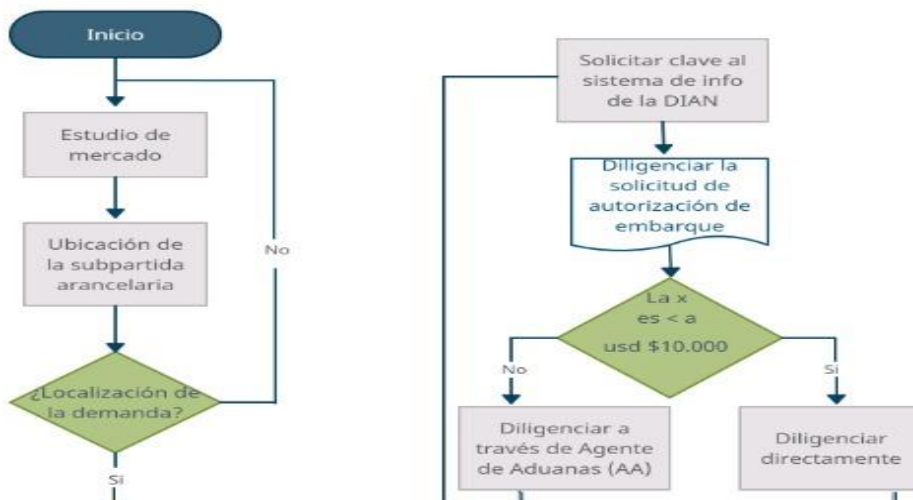 Inicio
Estudio de
mercado
Ubicación de
la subpartida
arancelaria
No
¿Localización de
la demanda?
Si
Solicitar clave al
sistema de info
de la DIAN
Diligenciar la
solicitud de
autorización de
embarque
La x
es < a
usd $10.000
No
Si
Diligenciar a
través de Agente
de Aduanas (AA)
Diligenciar
directamente